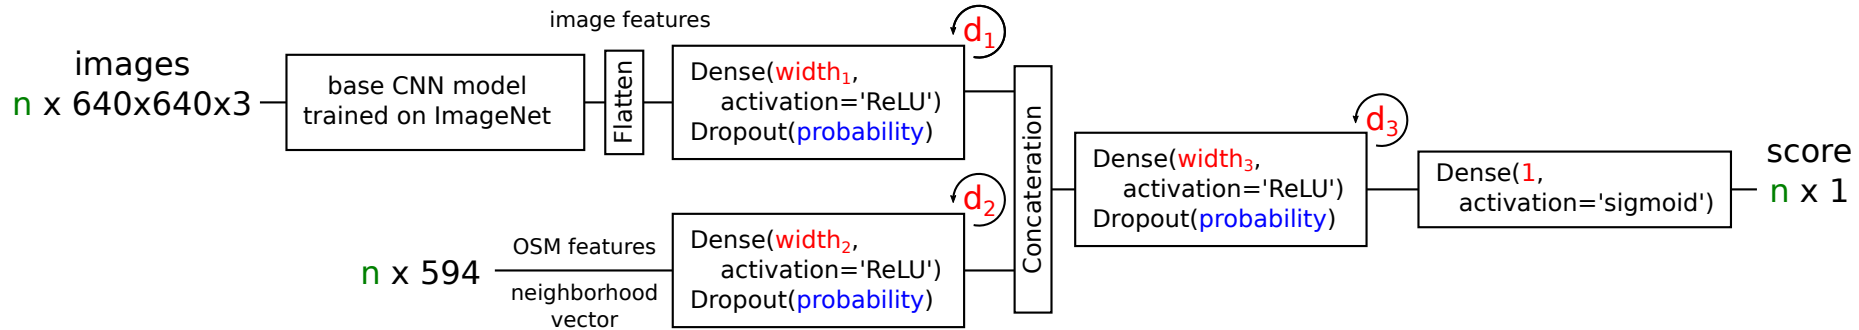 images
n x 640x640x3
base CNN model
trained on ImageNet
image features
Flatten
Dense(width₁,
activation='ReLU')
Dropout(probability)
d₁
n x 594
OSM features
neighborhood
vector
Dense(width₂,
activation='ReLU')
Dropout(probability)
d₂
Concateration
Dense(width₃,
activation='ReLU')
Dropout(probability)
d₃
Dense(1,
activation='sigmoid')
score
n x 1